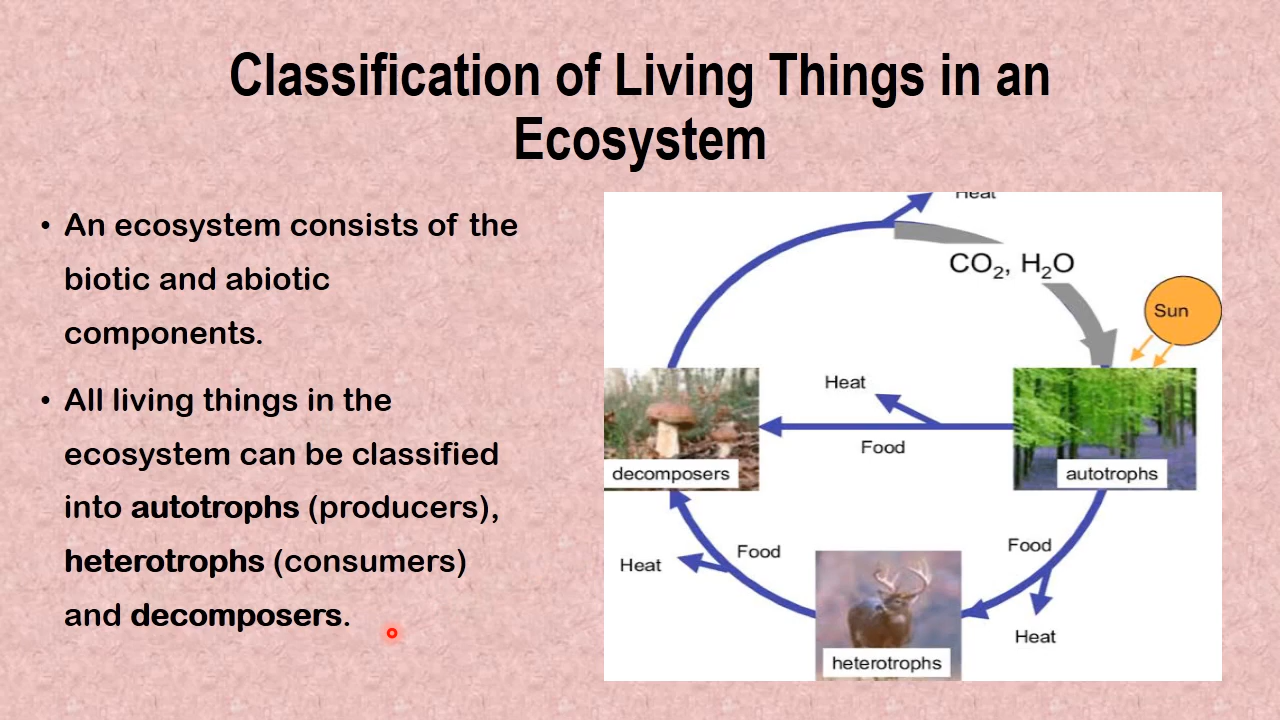 Classification of Living Things in an
Ecosystem
• An ecosystem consists of the
biotic and abiotic
components.
• All living things in the
ecosystem can be classified
into autotrophs (producers),
heterotrophs (consumers)
and decomposers.
Heat
CO₂, H₂O
Sun
Heat
Food
decomposers
autotrophs
Food
Food
Heat
Heat
heterotrophs